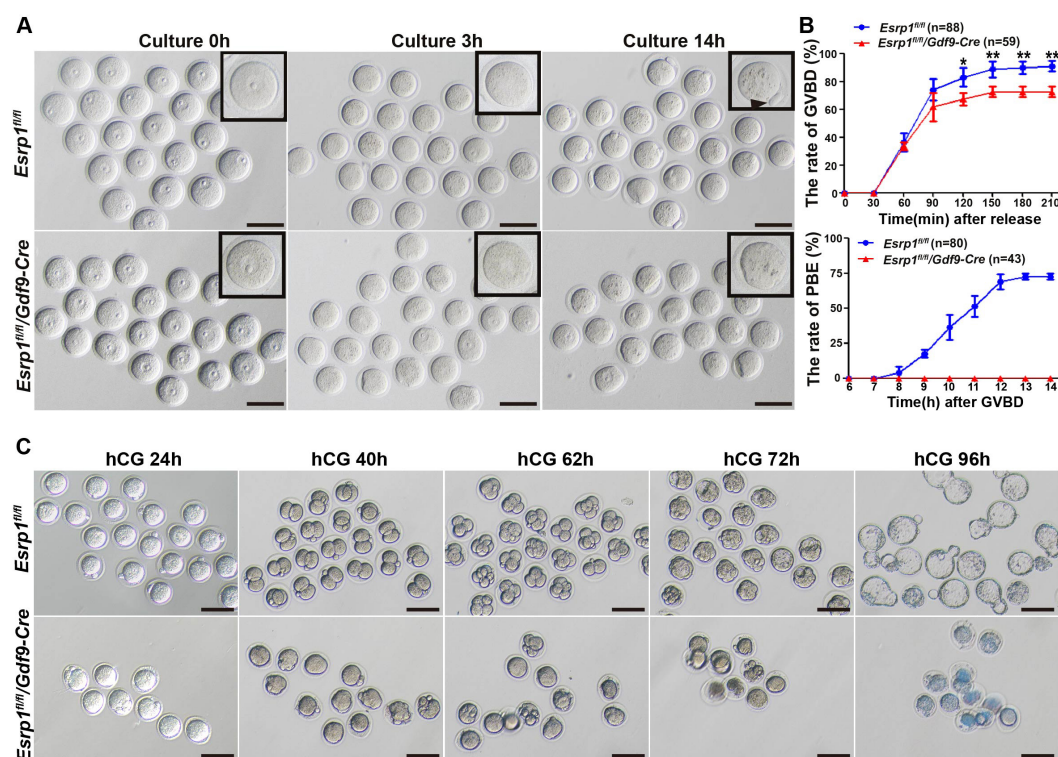 A
Culture 0h
Culture 3h
Culture 14h
Esrp1fl/fl
Esrp1fl/fl/Gdf9-Cre
B
Esrp1fl/fl (n=88)
Esrp1fl/fl/Gdf9-Cre (n=59)
The rate of GVBD (%)
100
80
60
40
20
0
* ** ** **
0 30 60 90 120 150 180 210
Time(min) after release
Esrp1fl/fl (n=80)
Esrp1fl/fl/Gdf9-Cre (n=43)
The rate of PBE (%)
100
75
50
25
0
6 7 8 9 10 11 12 13 14
Time(h) after GVBD
C
hCG 24h
hCG 40h
hCG 62h
hCG 72h
hCG 96h
Esrp1fl/fl
Esrp1fl/fl/Gdf9-Cre